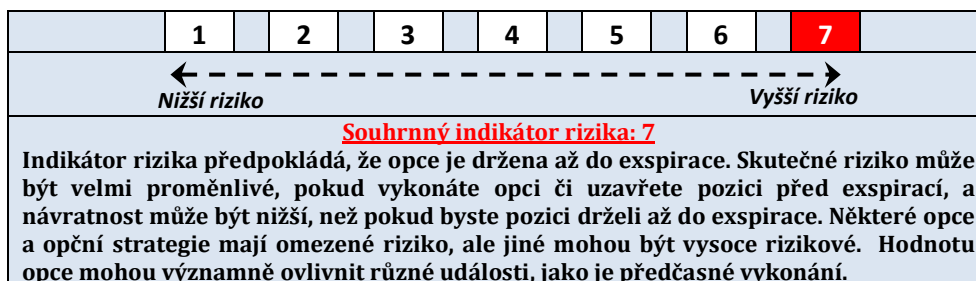 1 2 3 4 5 6 7
Nižší riziko Vyšší riziko
Souhrnný indikátor rizika: 7
Indikátor rizika předpokládá, že opce je držena až do exspirace. Skutečné riziko může
být velmi proměnlivé, pokud vykonáte opci či uzavřete pozici před exspirací, a
návratnost může být nižší, než pokud byste pozici drželi až do exspirace. Některé opce
a opční strategie mají omezené riziko, ale jiné mohou být vysoce rizikové. Hodnotu
opce mohou významně ovlivnit různé události, jako je předčasné vykonání.